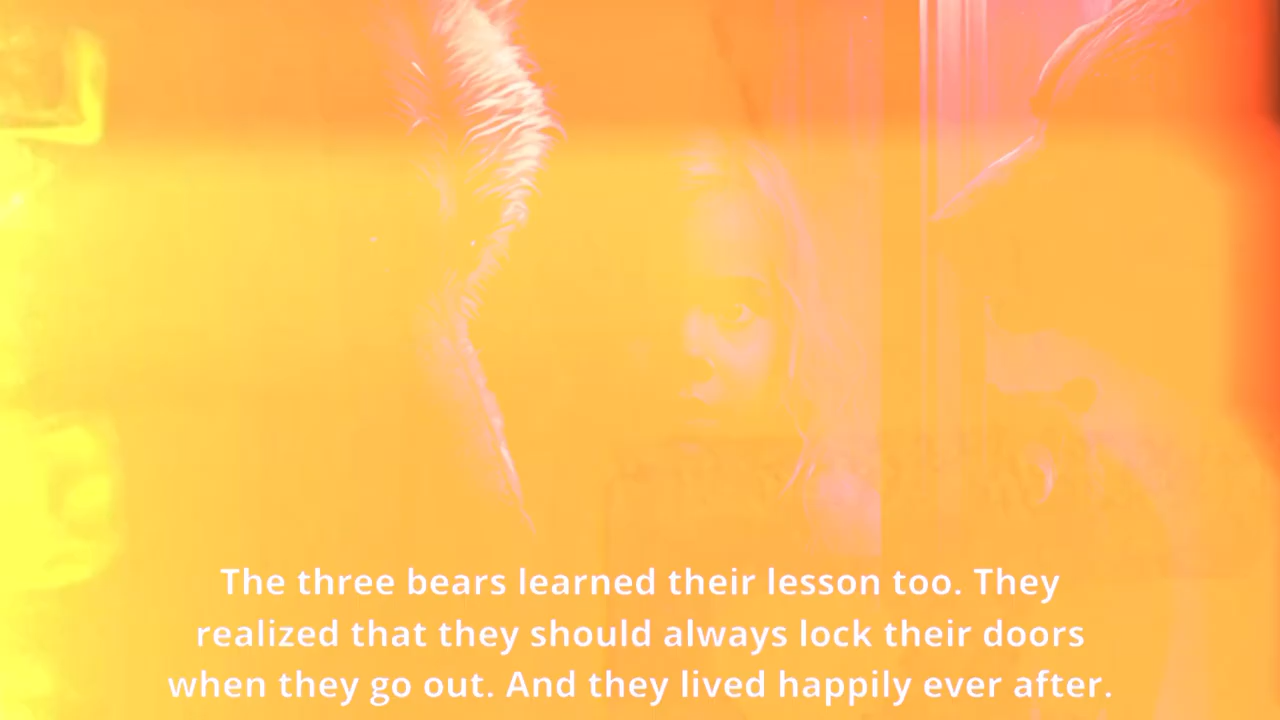 The three bears learned their lesson too. They
realized that they should always lock their doors
when they go out. And they lived happily ever after.